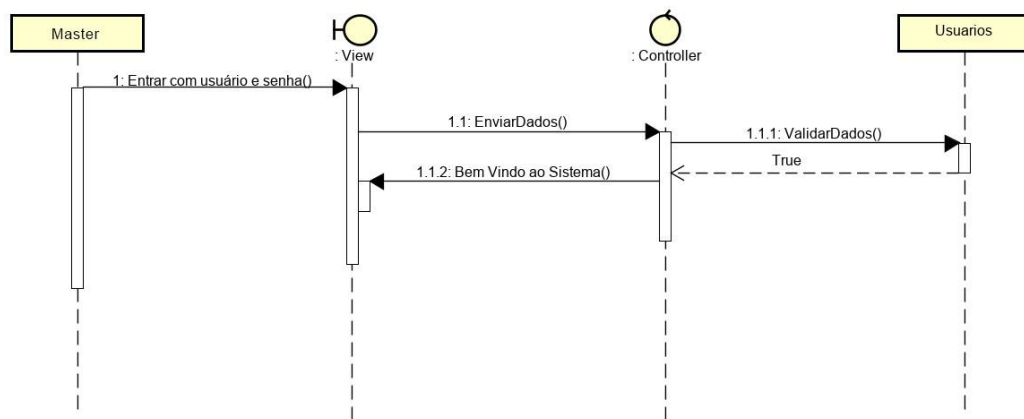 Master
: View
: Controller
Usuarios
1: Entrar com usuário e senha()
1.1: EnviarDados()
1.1.1: ValidarDados()
True
1.1.2: Bem Vindo ao Sistema()